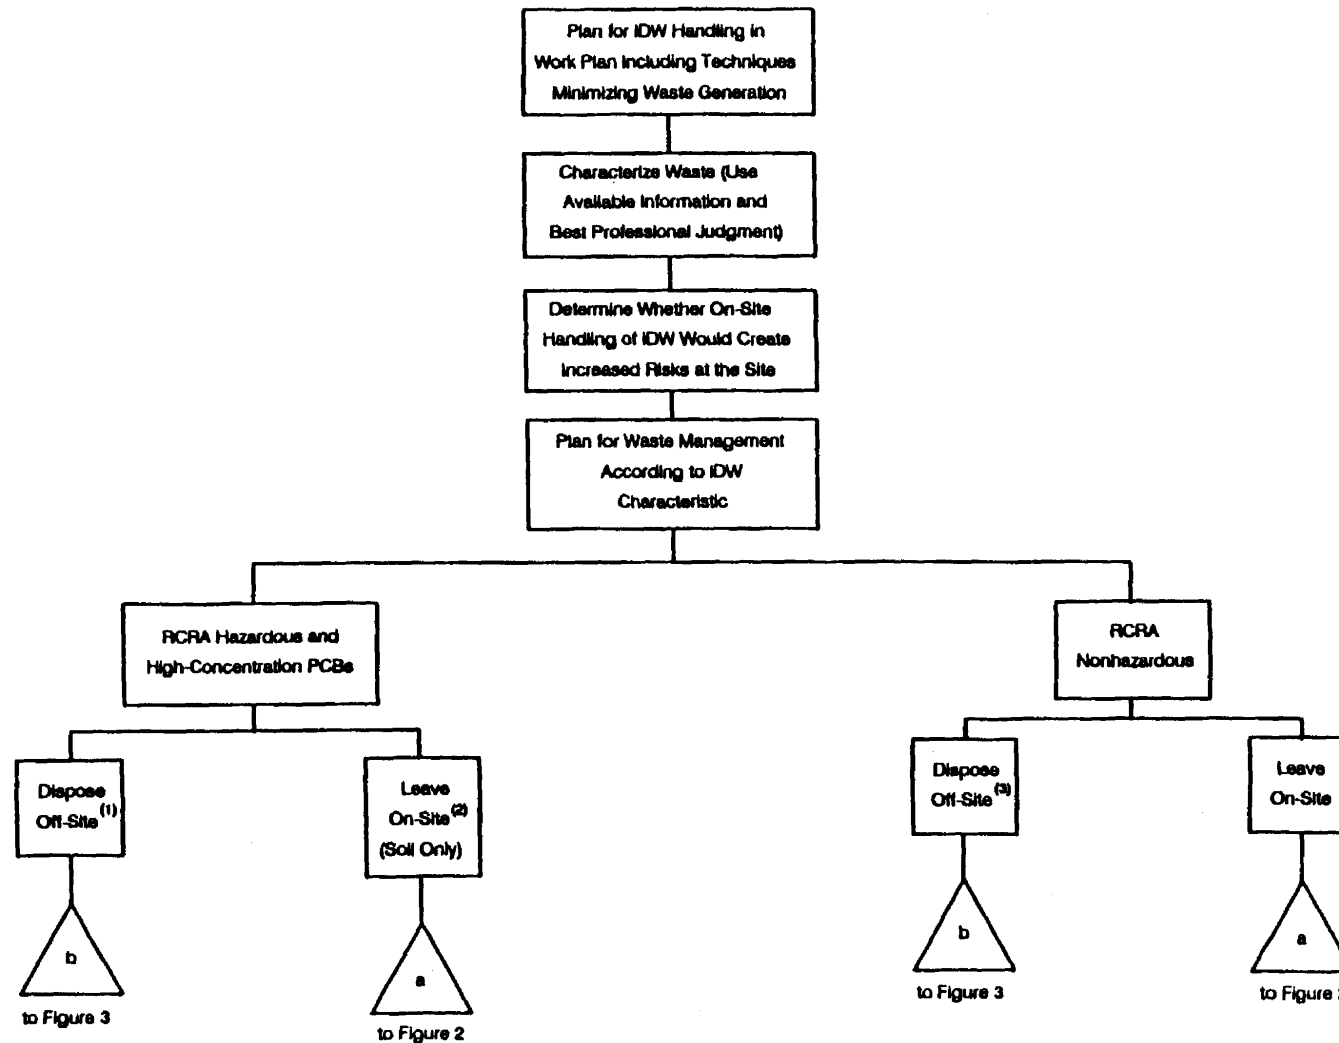 Plan for IDW Handling in
Work Plan Including Techniques
Minimizing Waste Generation
Characterize Waste (Use
Available Information and
Best Professional Judgment)
Determine Whether On-Site
Handling of IDW Would Create
Increased Risks at the Site
Plan for Waste Management
According to IDW
Characteristic
RCRA Hazardous and
High-Concentration PCBs
RCRA
Nonhazardous
Dispose
Off-Site(1)
Leave
On-Site(2)
(Soil Only)
Dispose
Off-Site(3)
Leave
On-Site
b
a
b
a
to Figure 3
to Figure 2
to Figure 3
to Figure